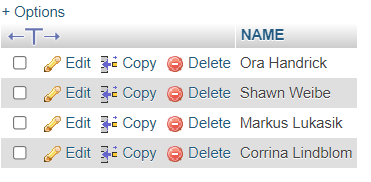 + Options
NAME
Edit Copy Delete Ora Handrick
Edit Copy Delete Shawn Weibe
Edit Copy Delete Markus Lukasik
Edit Copy Delete Corrina Lindblom